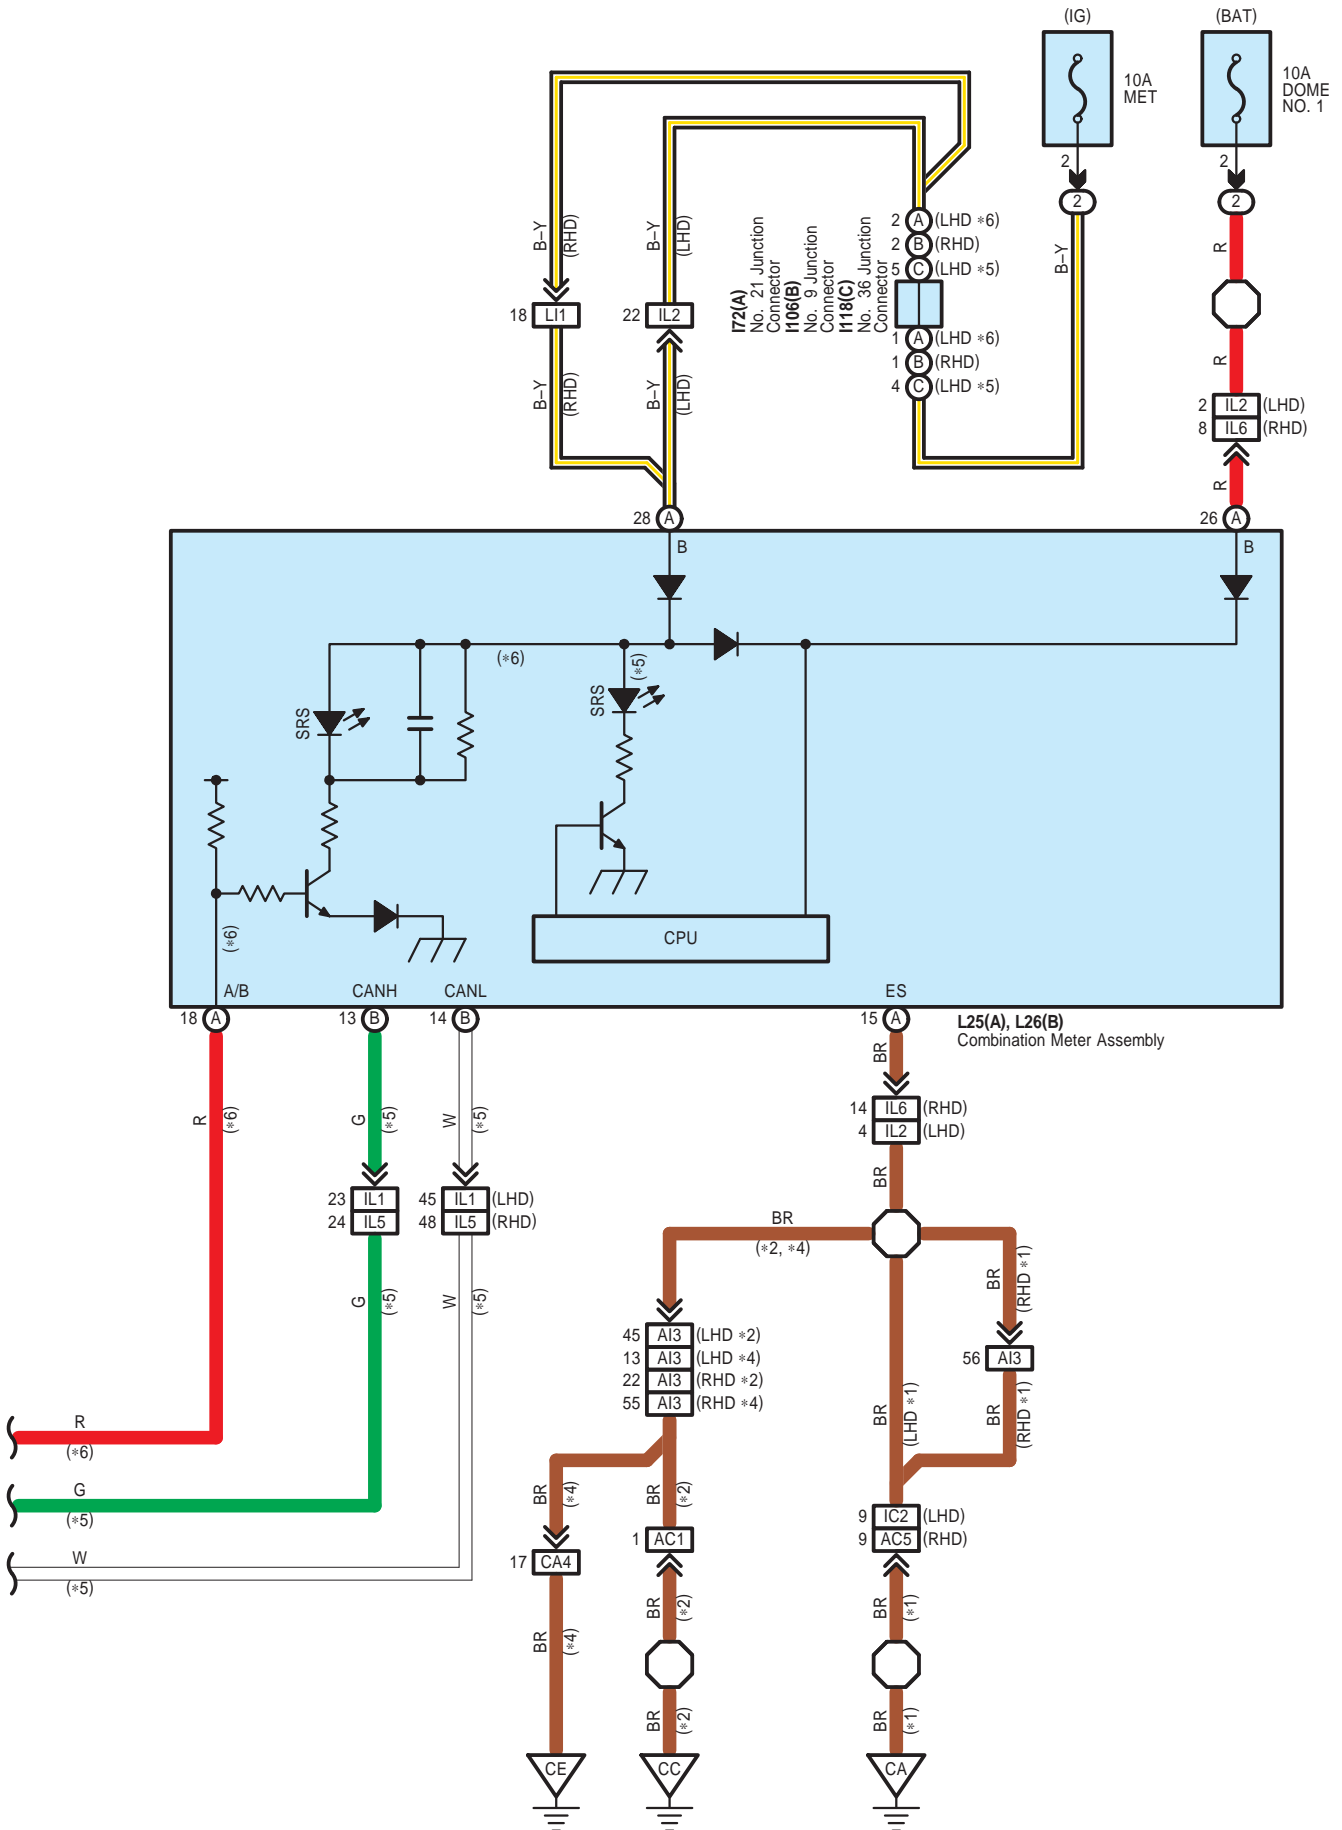 (IG)
(BAT)
10A
MET
10A
DOME
NO. 1
2
2
2
2
B–Y
(RHD)
B–Y
(LHD)
I72(A)
No. 21 Junction
Connector
I106(B)
No. 9 Junction
Connector
I118(C)
No. 36 Junction
Connector
2 A (LHD *6)
2 B (RHD)
5 C (LHD *5)
B–Y
R
18 LI1
22 IL2
1 A (LHD *6)
1 B (RHD)
4 C (LHD *5)
B–Y
(RHD)
B–Y
(LHD)
R
2 IL2 (LHD)
8 IL6 (RHD)
R
28 A
26 A
B
B
(*6)
(*5)
SRS
SRS
(*6)
CPU
A/B
CANH
CANL
ES
18 A
13 B
14 B
15 A
L25(A), L26(B)
Combination Meter Assembly
BR
R
(*6)
G
(*5)
W
(*5)
14 IL6 (RHD)
4 IL2 (LHD)
BR
23 IL1
24 IL5
45 IL1 (LHD)
48 IL5 (RHD)
BR
(*2, *4)
BR
(RHD *1)
G
(*5)
W
(*5)
45 AI3 (LHD *2)
13 AI3 (LHD *4)
22 AI3 (RHD *2)
55 AI3 (RHD *4)
56 AI3
BR
(LHD *1)
BR
(RHD *1)
R
(*6)
G
(*5)
W
(*5)
BR
(*4)
BR
(*2)
9 IC2 (LHD)
9 AC5 (RHD)
17 CA4
1 AC1
BR
(*4)
BR
(*2)
BR
(*1)
BR
(*2)
BR
(*1)
CE
CC
CA